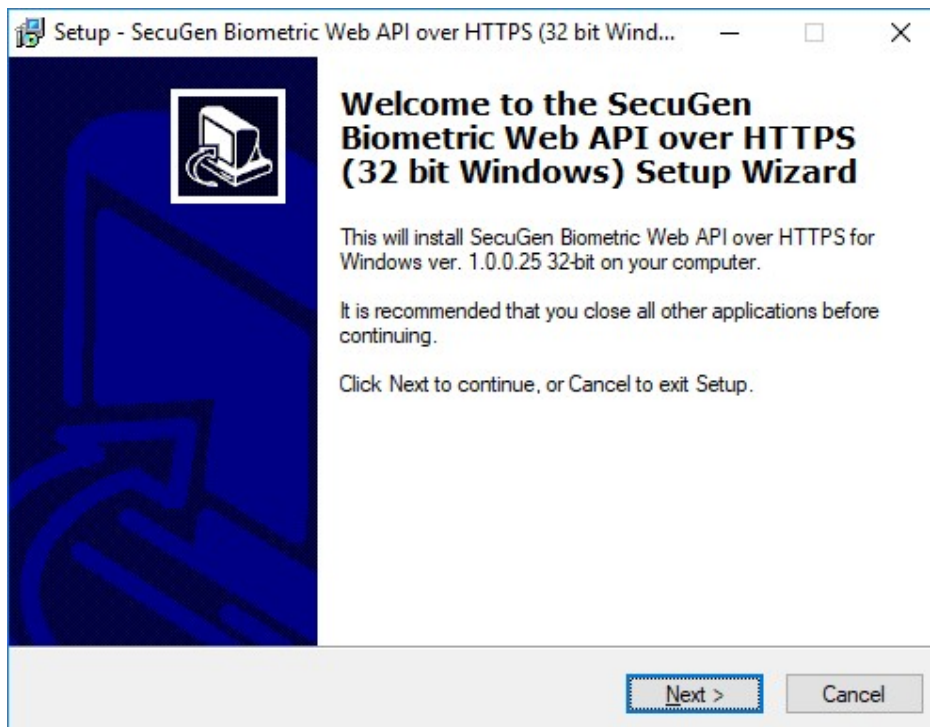 Setup - SecuGen Biometric Web API over HTTPS (32 bit Wind...
Welcome to the SecuGen
Biometric Web API over HTTPS
(32 bit Windows) Setup Wizard
This will install SecuGen Biometric Web API over HTTPS for
Windows ver. 1.0.0.25 32-bit on your computer.
It is recommended that you close all other applications before
continuing.
Click Next to continue, or Cancel to exit Setup.
Next >
Cancel